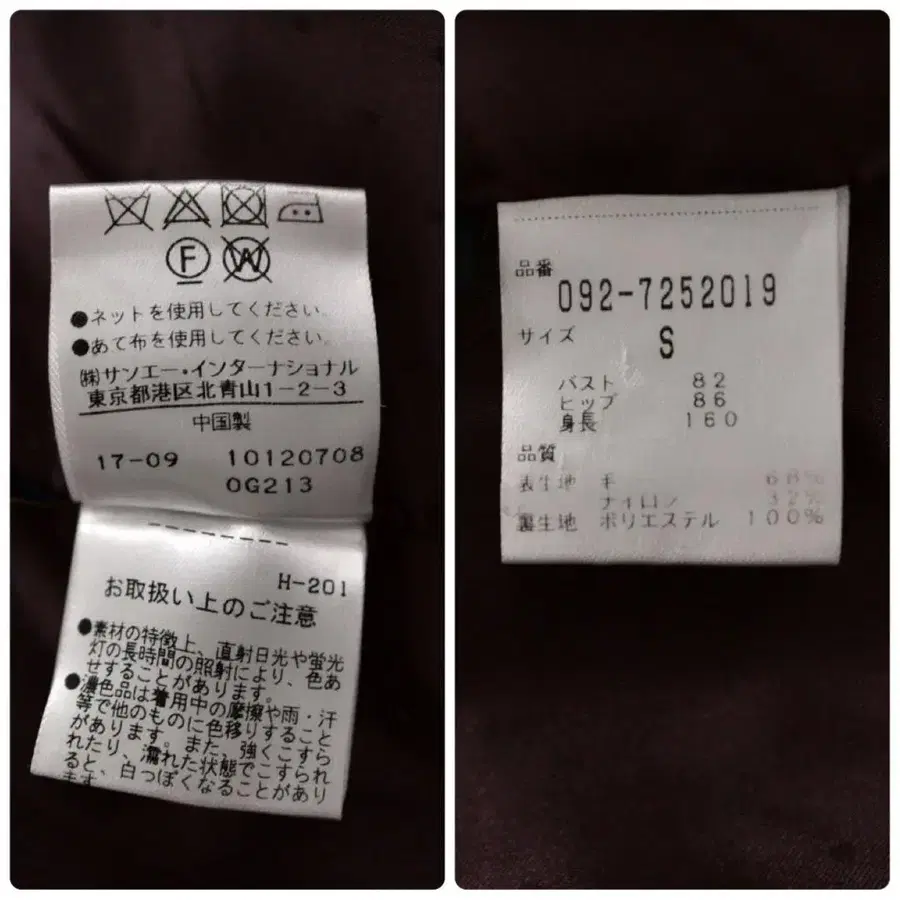 F W
●ネットを使用してください。
●あて布を使用してください。
㈱サンエー・インターナショナル
東京都港区北青山1-2-3
中国製
17-09 10120708
0G213
H-201
お取扱い上のご注意
●素材の特徴上、直射日光や蛍光
灯の長時間の照射により、色あ
せすることがあります。
●濃色品は着用中の摩擦や雨・汗
等で他のものに色移りすること
があります。また、強くこすら
れたり、濡れた状態でこすられ
ると、白っぽくなることがあり
ます
品番
092-7252019
サイズ
S
バスト 82
ヒップ 86
身長 160
品質
表生地 毛 68%
ナイロン 32%
裏生地 ポリエステル 100%